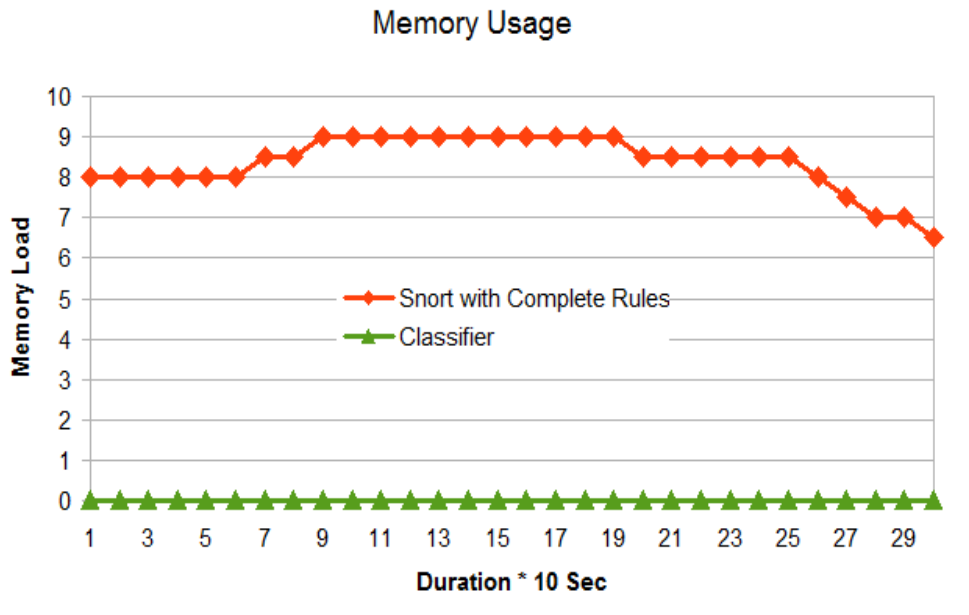 Memory Usage
10
9
8
7
6
5
4
3
2
1
0
Memory Load
Snort with Complete Rules
Classifier
1 3 5 7 9 11 13 15 17 19 21 23 25 27 29
Duration * 10 Sec